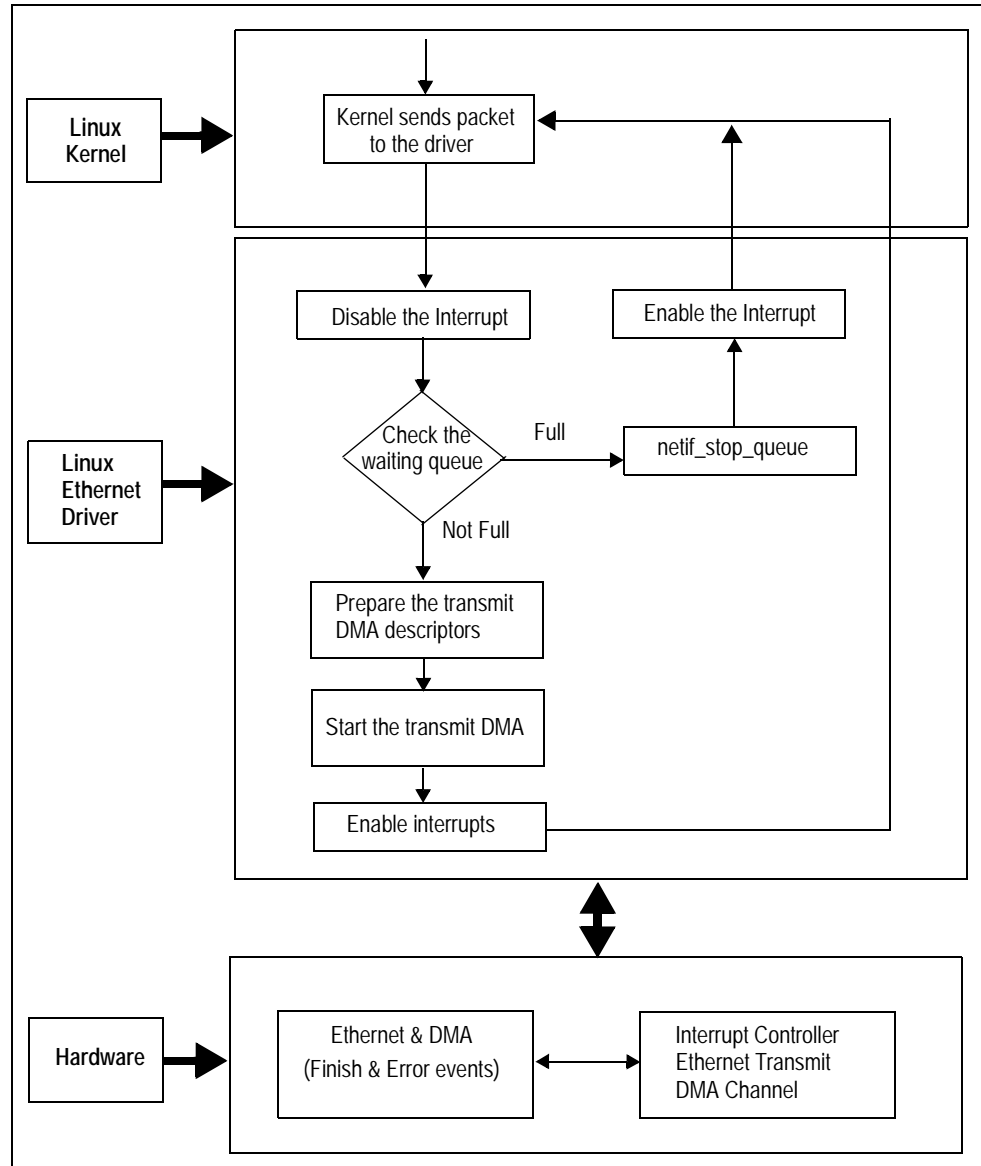 Linux
Kernel
Kernel sends packet
to the driver
Disable the Interrupt
Enable the Interrupt
Linux
Ethernet
Driver
Check the
waiting queue
Full
netif_stop_queue
Not Full
Prepare the transmit
DMA descriptors
Start the transmit DMA
Enable interrupts
Hardware
Ethernet & DMA
(Finish & Error events)
Interrupt Controller
Ethernet Transmit
DMA Channel